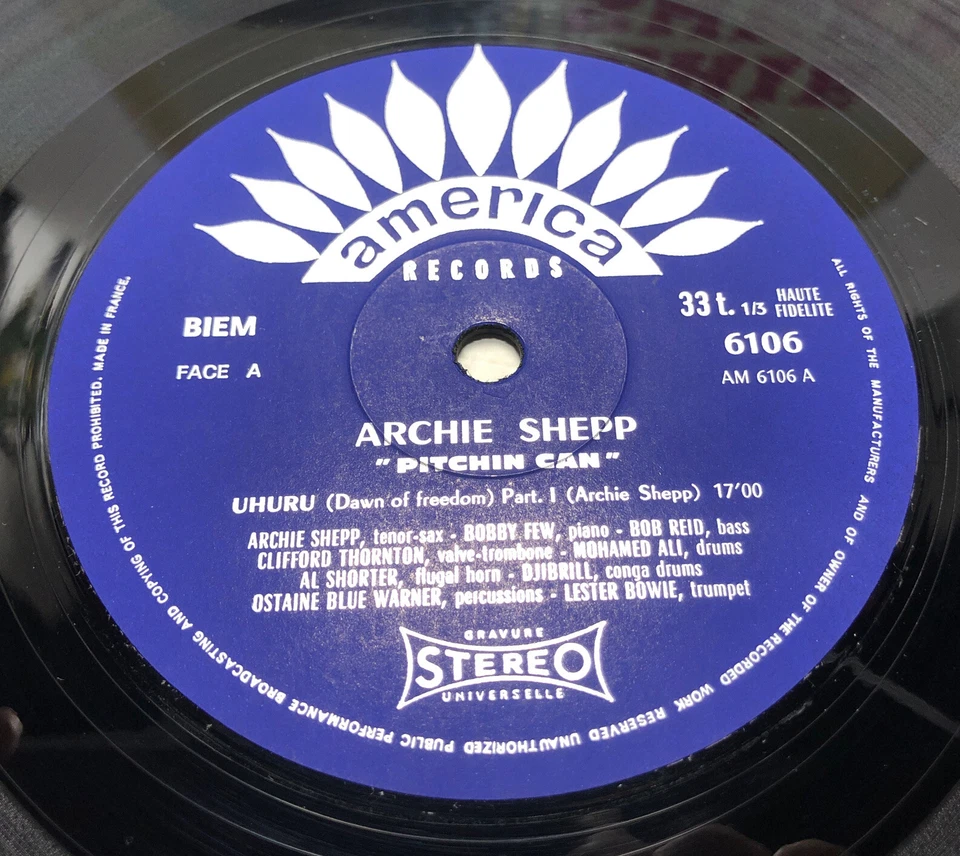 america
RECORDS
BIEM
FACE A
33 t. 1/3 HAUTE FIDELITE
6106
AM 6106 A
ARCHIE SHEPP
"PITCHIN CAN"
UHURU (Dawn of freedom) Part. I (Archie Shepp) 17'00
ARCHIE SHEPP, tenor-sax - BOBBY FEW, piano - BOB REID, bass
CLIFFORD THORNTON, valve-trombone - MOHAMED ALI, drums
AL SHORTER, flugal horn - DJIBRILL, conga drums
OSTAINE BLUE WARNER, percussions - LESTER BOWIE, trumpet
GRAVURE
STEREO
UNIVERSELLE
ALL RIGHTS OF THE MANUFACTURERS AND OF OWNER OF THE RECORDED WORK RESERVED UNAUTHORIZED PUBLIC PERFORMANCE BROADCASTING AND COPYING OF THIS RECORD PROHIBITED. MADE IN FRANCE.